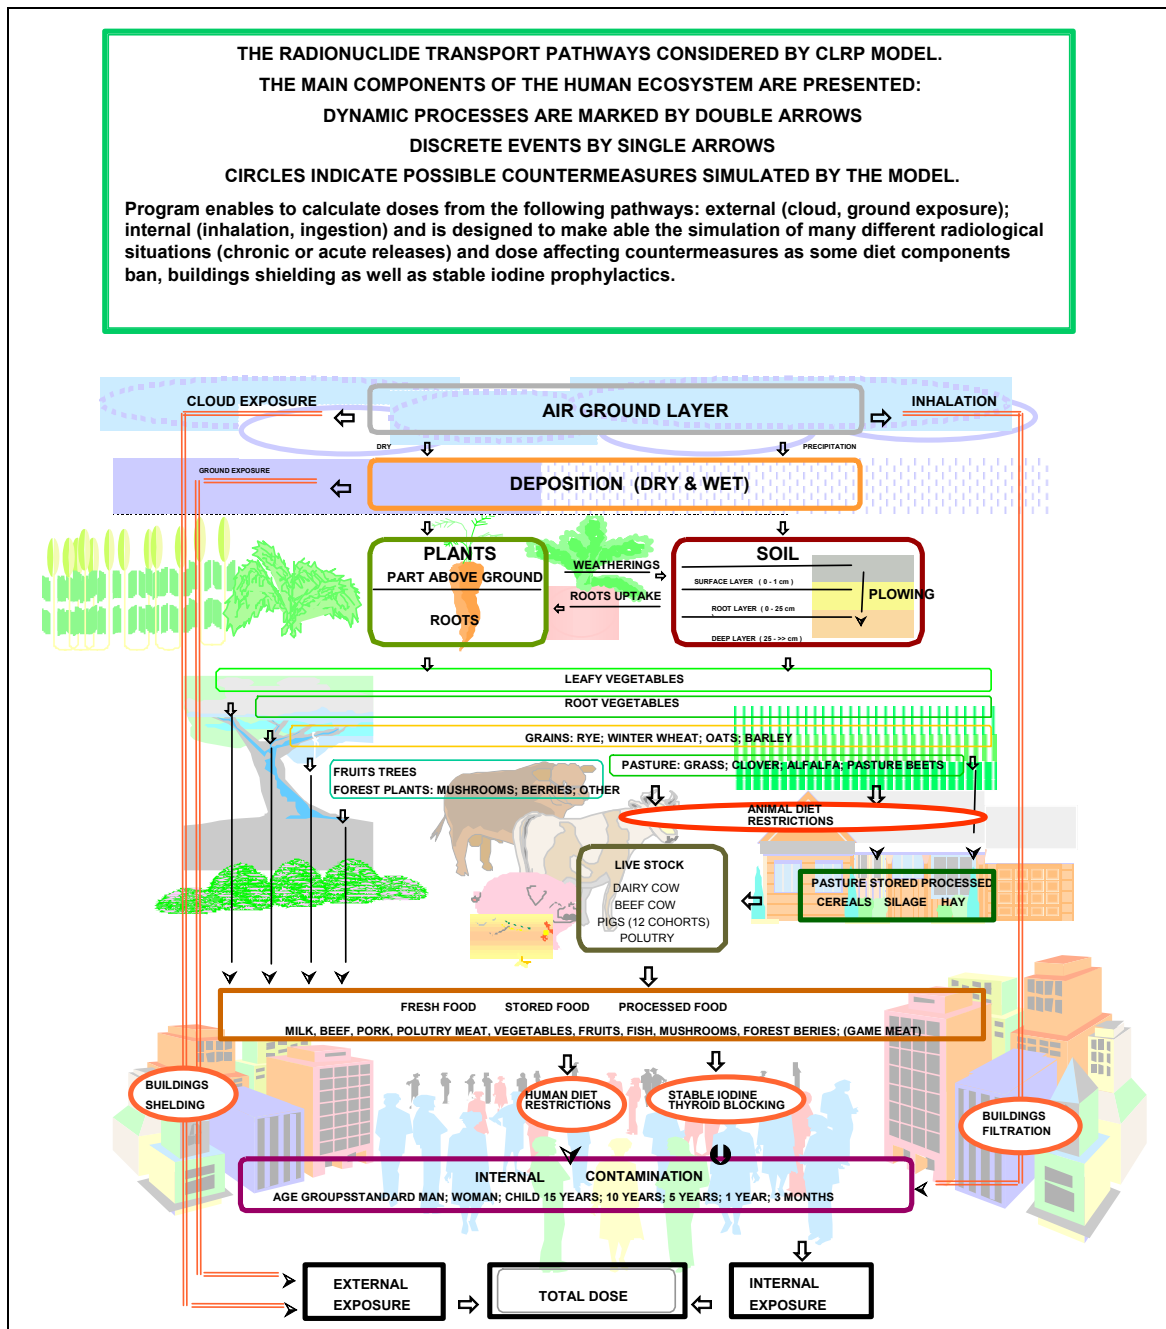 THE RADIONUCLIDE TRANSPORT PATHWAYS CONSIDERED BY CLRP MODEL.
THE MAIN COMPONENTS OF THE HUMAN ECOSYSTEM ARE PRESENTED:
DYNAMIC PROCESSES ARE MARKED BY DOUBLE ARROWS
DISCRETE EVENTS BY SINGLE ARROWS
CIRCLES INDICATE POSSIBLE COUNTERMEASURES SIMULATED BY THE MODEL.
Program enables to calculate doses from the following pathways: external (cloud, ground exposure);
internal (inhalation, ingestion) and is designed to make able the simulation of many different radiological
situations (chronic or acute releases) and dose affecting countermeasures as some diet components
ban, buildings shielding as well as stable iodine prophylactics.
CLOUD EXPOSURE
AIR GROUND LAYER
INHALATION
DRY
PRECIPITATION
GROUND EXPOSURE
DEPOSITION (DRY & WET)
PLANTS
PART ABOVE GROUND
ROOTS
WEATHERINGS
ROOTS UPTAKE
SOIL
SURFACE LAYER ( 0 - 1 cm )
PLOWING
ROOT LAYER ( 0 - 25 cm
DEEP LAYER ( 25 - >> cm )
LEAFY VEGETABLES
ROOT VEGETABLES
GRAINS: RYE; WINTER WHEAT; OATS; BARLEY
PASTURE: GRASS; CLOVER; ALFALFA; PASTURE BEETS
FRUITS TREES
FOREST PLANTS: MUSHROOMS; BERRIES; OTHER
ANIMAL DIET
RESTRICTIONS
LIVE STOCK
DAIRY COW
BEEF COW
PIGS (12 COHORTS)
POLUTRY
PASTURE STORED PROCESSED
CEREALS SILAGE HAY
FRESH FOOD STORED FOOD PROCESSED FOOD
MILK, BEEF, PORK, POLUTRY MEAT, VEGETABLES, FRUITS, FISH, MUSHROOMS, FOREST BERIES; (GAME MEAT)
BUILDINGS
SHELDING
HUMAN DIET
RESTRICTIONS
STABLE IODINE
THYROID BLOCKING
BUILDINGS
FILTRATION
INTERNAL CONTAMINATION
AGE GROUPSSTANDARD MAN; WOMAN; CHILD 15 YEARS; 10 YEARS; 5 YEARS; 1 YEAR; 3 MONTHS
EXTERNAL
EXPOSURE
TOTAL DOSE
INTERNAL
EXPOSURE